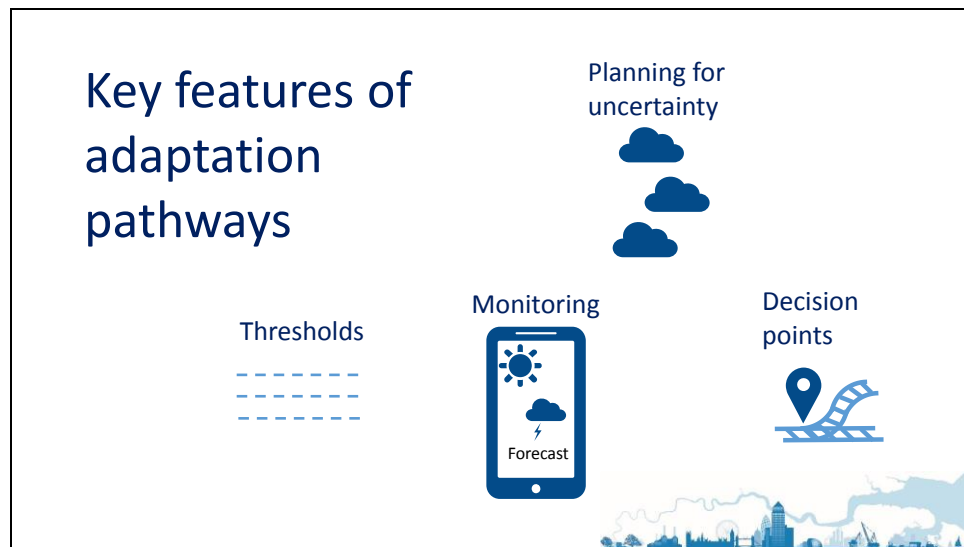 Key features of
adaptation
pathways
Planning for
uncertainty
Thresholds
Monitoring
Forecast
Decision
points